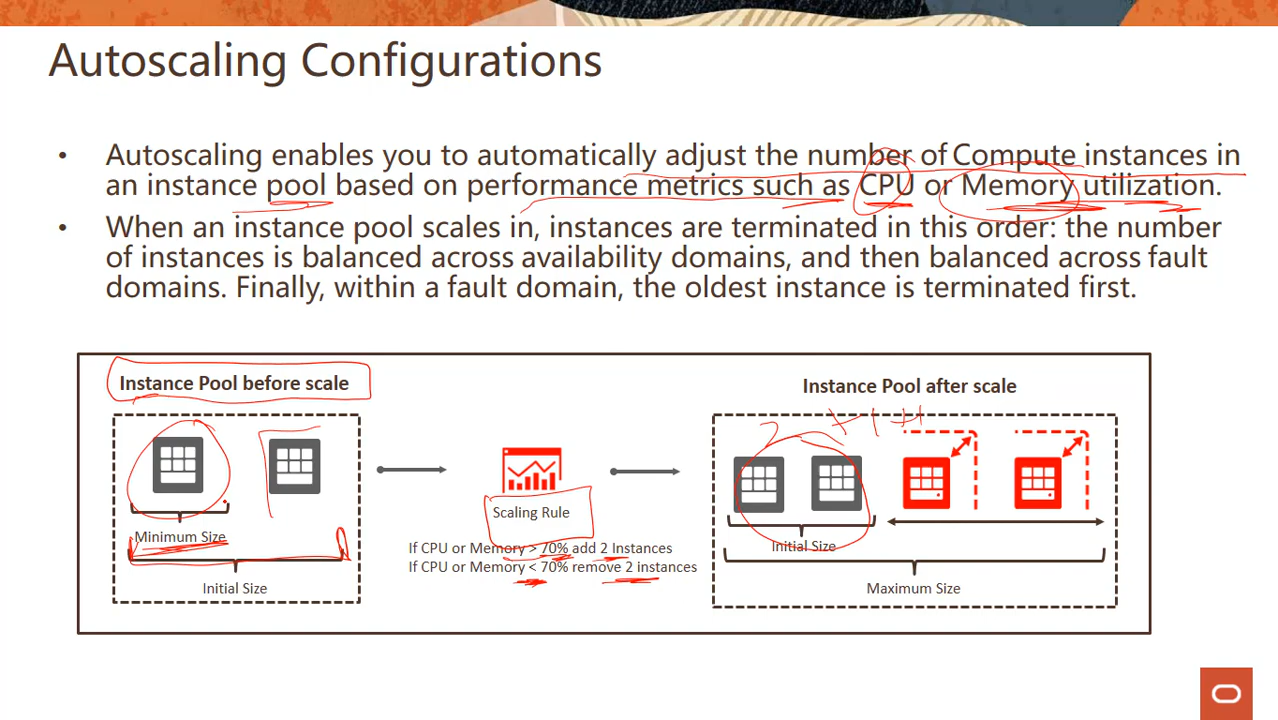 Autoscaling Configurations
• Autoscaling enables you to automatically adjust the number of Compute instances in
an instance pool based on performance metrics such as CPU or Memory utilization.
• When an instance pool scales in, instances are terminated in this order: the number
of instances is balanced across availability domains, and then balanced across fault
domains. Finally, within a fault domain, the oldest instance is terminated first.
Instance Pool before scale
Minimum Size
Initial Size
Scaling Rule
If CPU or Memory > 70% add 2 Instances
If CPU or Memory < 70% remove 2 instances
Instance Pool after scale
2 +1 +1
Initial Size
Maximum Size